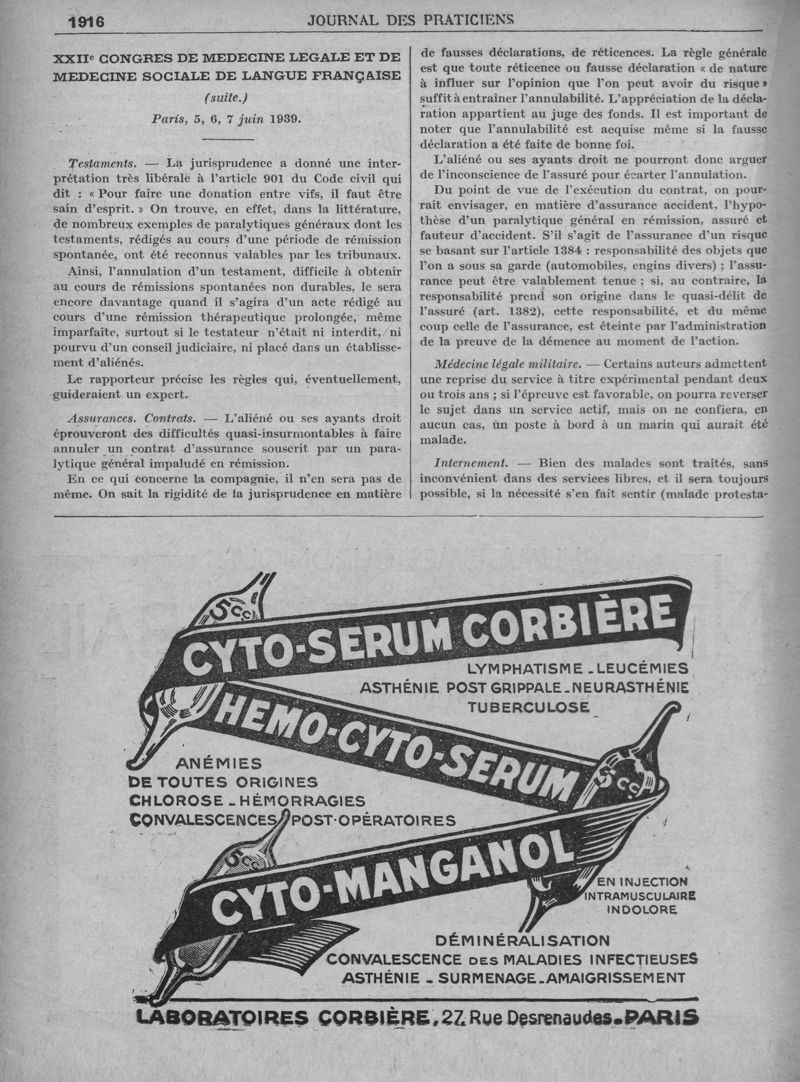 1916
JOURNAL DES PRATICIENS
XXIIe CONGRES DE MEDECINE LEGALE ET DE
MEDECINE SOCIALE DE LANGUE FRANÇAISE
(suite.)
Paris, 5, 6, 7 juin 1939.
Testaments. — La jurisprudence a donné une inter-
prétation très libérale à l'article 901 du Code civil qui
dit : « Pour faire une donation entre vifs, il faut être
sain d'esprit. » On trouve, en effet, dans la littérature,
de nombreux exemples de paralytiques généraux dont les
testaments, rédigés au cours d'une période de rémission
spontanée, ont été reconnus valables par les tribunaux.
Ainsi, l'annulation d'un testament, difficile à obtenir
au cours de rémissions spontanées non durables, le sera
encore davantage quand il s'agira d'un acte rédigé au
cours d'une rémission thérapeutique prolongée, même
imparfaite, surtout si le testateur n'était ni interdit, ni
pourvu d'un conseil judiciaire, ni placé dans un établisse-
ment d'aliénés.
Le rapporteur précise les règles qui, éventuellement,
guideraient un expert.
Assurances. Contrats. — L'aliéné ou ses ayants droit
éprouveront des difficultés quasi-insurmontables à faire
annuler un contrat d'assurance souscrit par un para-
lytique général impaludé en rémission.
En ce qui concerne la compagnie, il n'en sera pas de
même. On sait la rigidité de la jurisprudence en matière
de fausses déclarations, de réticences. La règle générale
est que toute réticence ou fausse déclaration « de nature
à influer sur l'opinion que l'on peut avoir du risque »
suffit à entrainer l'annulabilité. L'appréciation de la décla-
ration appartient au juge des fonds. Il est important de
noter que l'annulabilité est acquise même si la fausse
déclaration a été faite de bonne foi.
L'aliéné ou ses ayants droit ne pourront donc arguer
de l'inconscience de l'assuré pour écarter l'annulation.
Du point de vue de l'exécution du contrat, on pour-
rait envisager, en matière d'assurance accident, l'hypo-
thèse d'un paralytique général en rémission, assuré et
fauteur d'accident. S'il s'agit de l'assurance d'un risque
se basant sur l'article 1384 : responsabilité des objets que
l'on a sous sa garde (automobiles, engins divers) ; l'assu-
rance peut être valablement tenue ; si, au contraire, la
responsabilité prend son origine dans le quasi-délit de
l'assuré (art. 1382), cette responsabilité, et du même
coup celle de l'assurance, est éteinte par l'administration
de la preuve de la démence au moment de l'action.
Médecine légale militaire. — Certains auteurs admettent
une reprise du service à titre expérimental pendant deux
ou trois ans ; si l'épreuve est favorable, on pourra reverser
le sujet dans un service actif, mais on ne confiera, en
aucun cas, un poste à bord à un marin qui aurait été
malade.
Internement. — Bien des malades sont traités, sans
inconvénient dans des services libres, et il sera toujours
possible, si la nécessité s'en fait sentir (malade protesta-
5cc
CYTO-SERUM CORBIÈRE
LYMPHATISME - LEUCÉMIES
ASTHÉNIE POST GRIPPALE - NEURASTHÉNIE
TUBERCULOSE
HEMO-CYTO-SERUM
5cc
ANÉMIES
DE TOUTES ORIGINES
CHLOROSE - HÉMORRAGIES
CONVALESCENCES POST-OPÉRATOIRES
5cc
CYTO-MANGANOL
EN INJECTION
INTRAMUSCULAIRE
INDOLORE
DÉMINÉRALISATION
CONVALESCENCE DES MALADIES INFECTIEUSES
ASTHÉNIE - SURMENAGE - AMAIGRISSEMENT
LABORATOIRES CORBIÈRE, 27, Rue Desrenaudes - PARIS